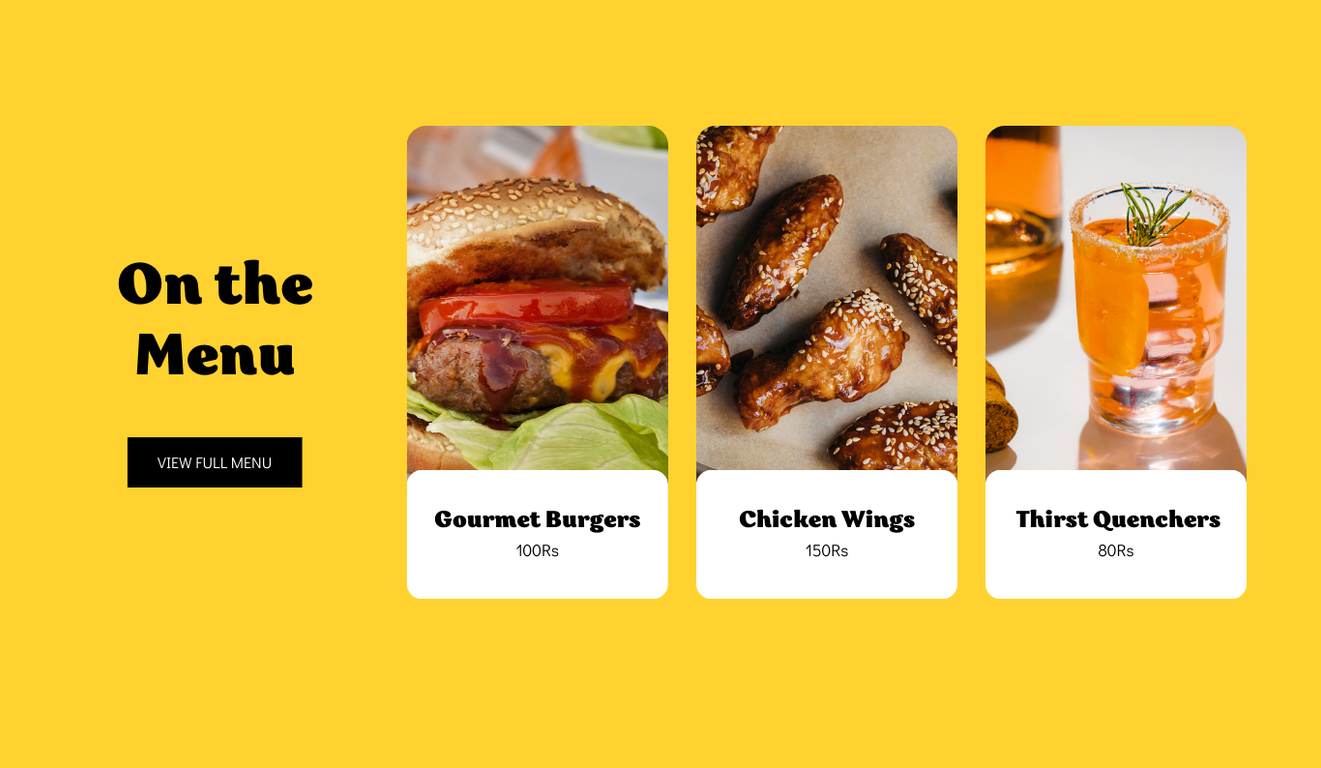 On the
Menu
VIEW FULL MENU
Gourmet Burgers
100Rs
Chicken Wings
150Rs
Thirst Quenchers
80Rs